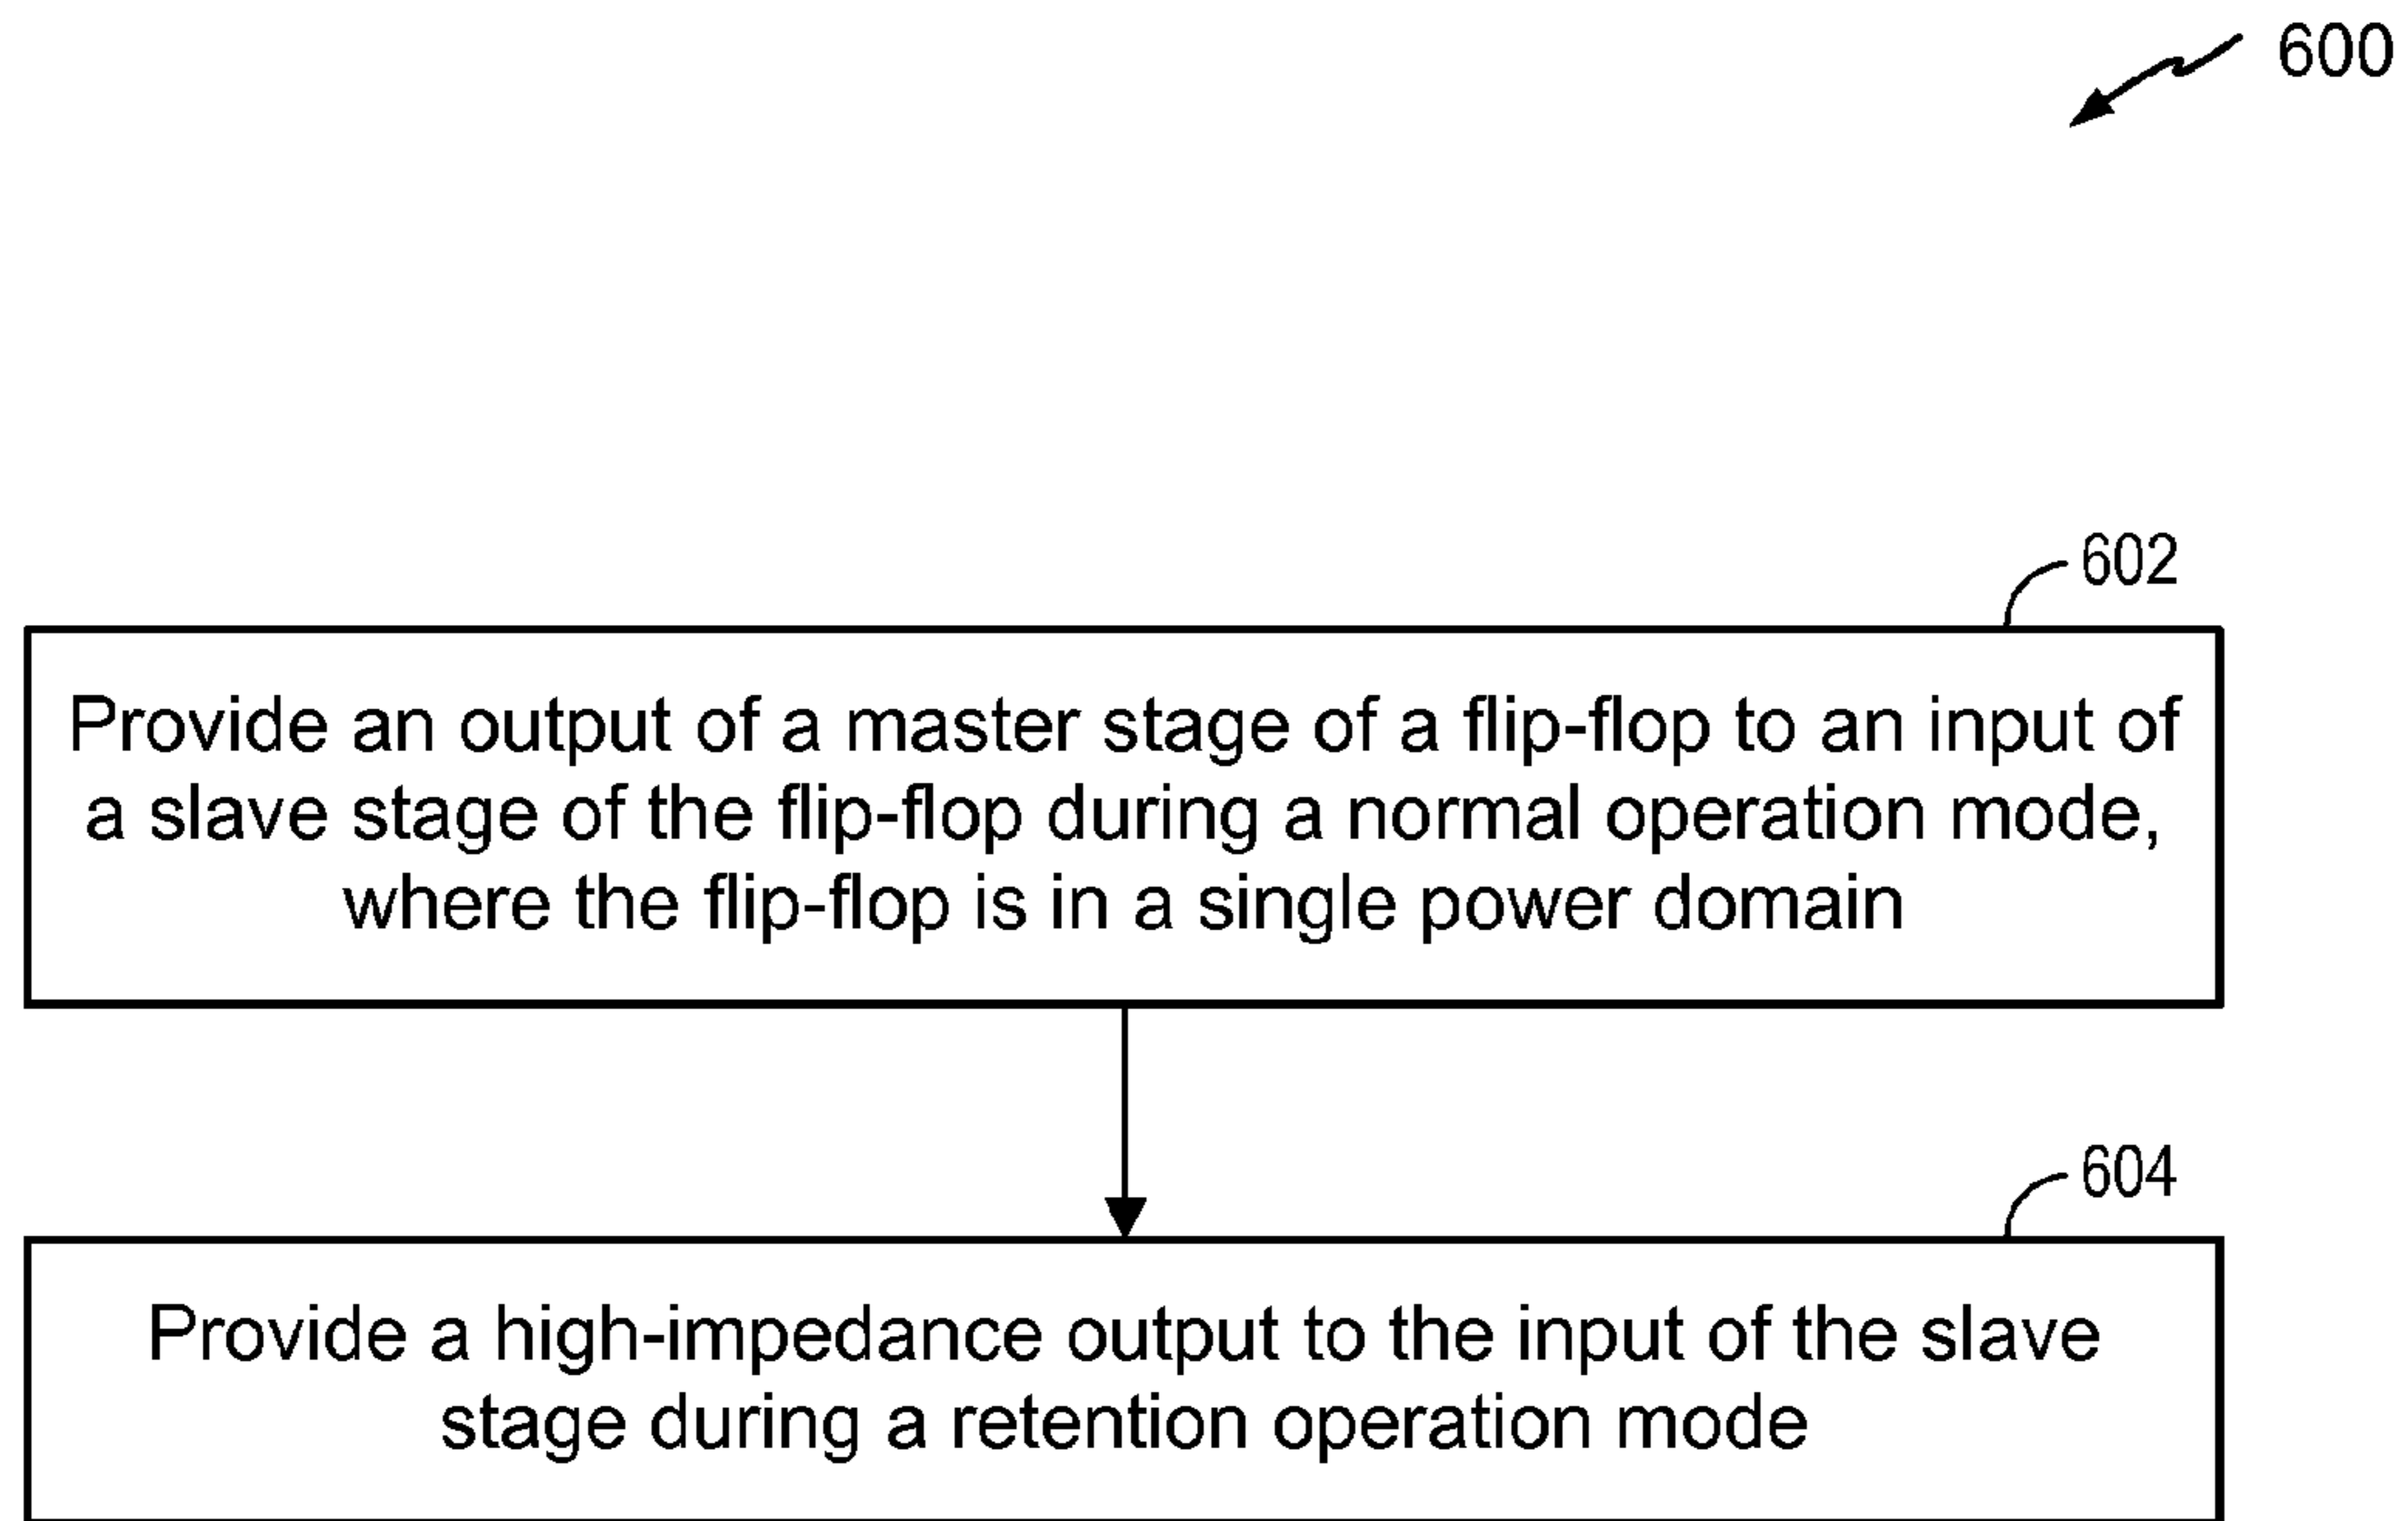 600
602
Provide an output of a master stage of a flip-flop to an input of
a slave stage of the flip-flop during a normal operation mode,
where the flip-flop is in a single power domain
604
Provide a high-impedance output to the input of the slave
stage during a retention operation mode